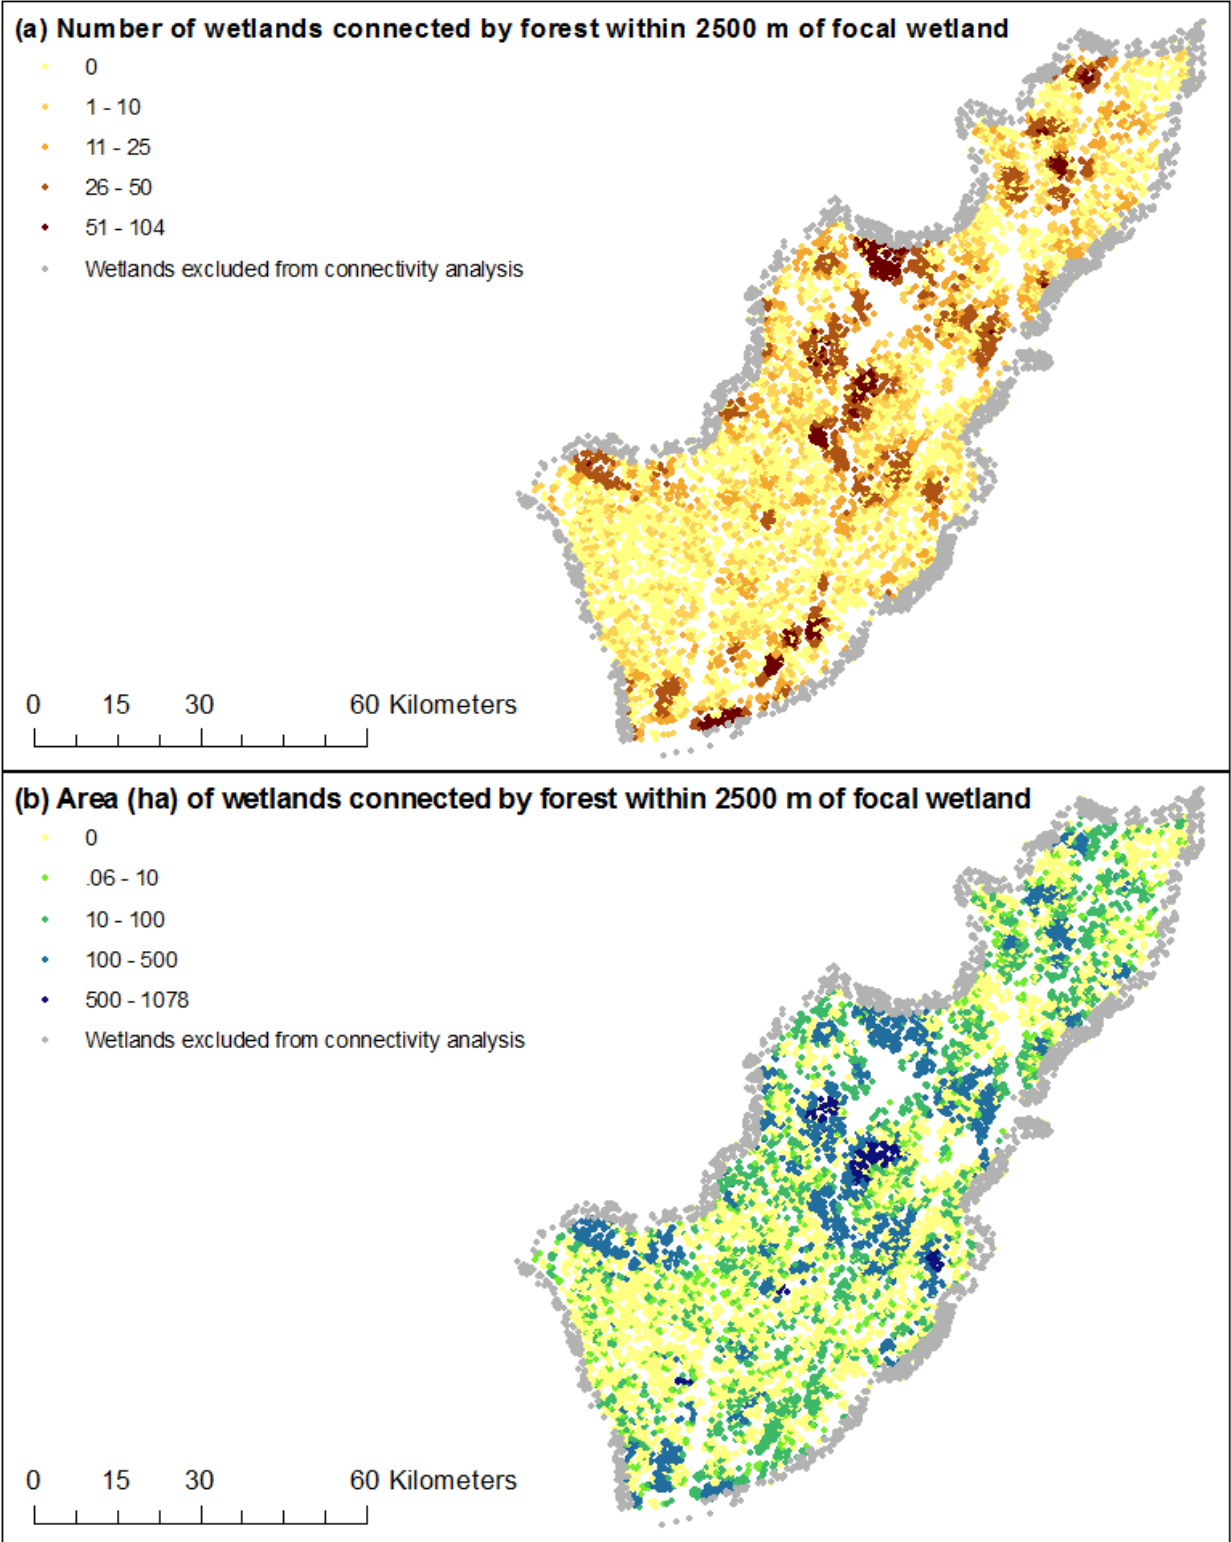 (a) Number of wetlands connected by forest within 2500 m of focal wetland
0
1 - 10
11 - 25
26 - 50
51 - 104
Wetlands excluded from connectivity analysis
0 15 30 60 Kilometers
(b) Area (ha) of wetlands connected by forest within 2500 m of focal wetland
0
.06 - 10
10 - 100
100 - 500
500 - 1078
Wetlands excluded from connectivity analysis
0 15 30 60 Kilometers